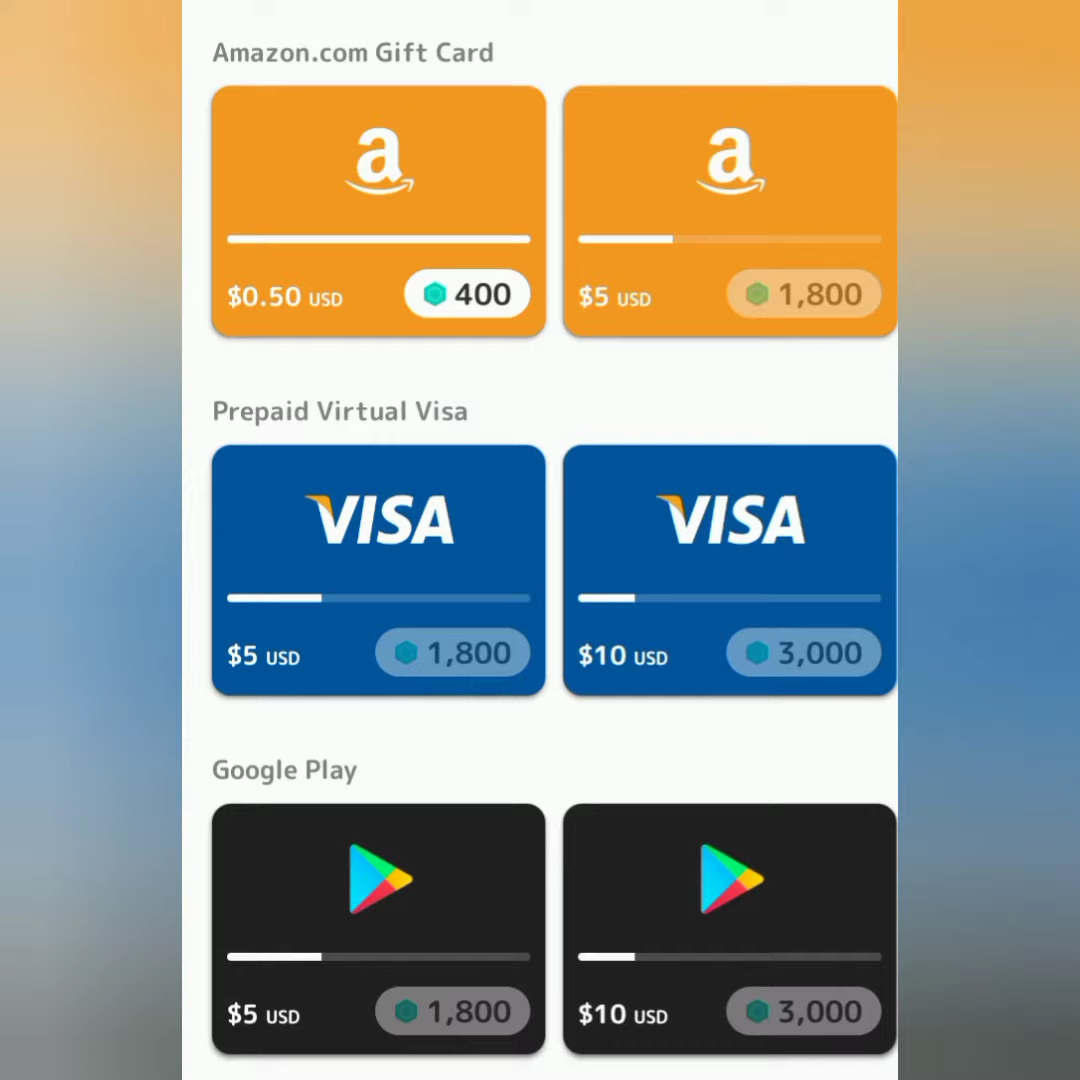 Amazon.com Gift Card
a a
$0.50 USD 400 $5 USD 1,800
Prepaid Virtual Visa
VISA VISA
$5 USD 1,800 $10 USD 3,000
Google Play
$5 USD 1,800 $10 USD 3,000